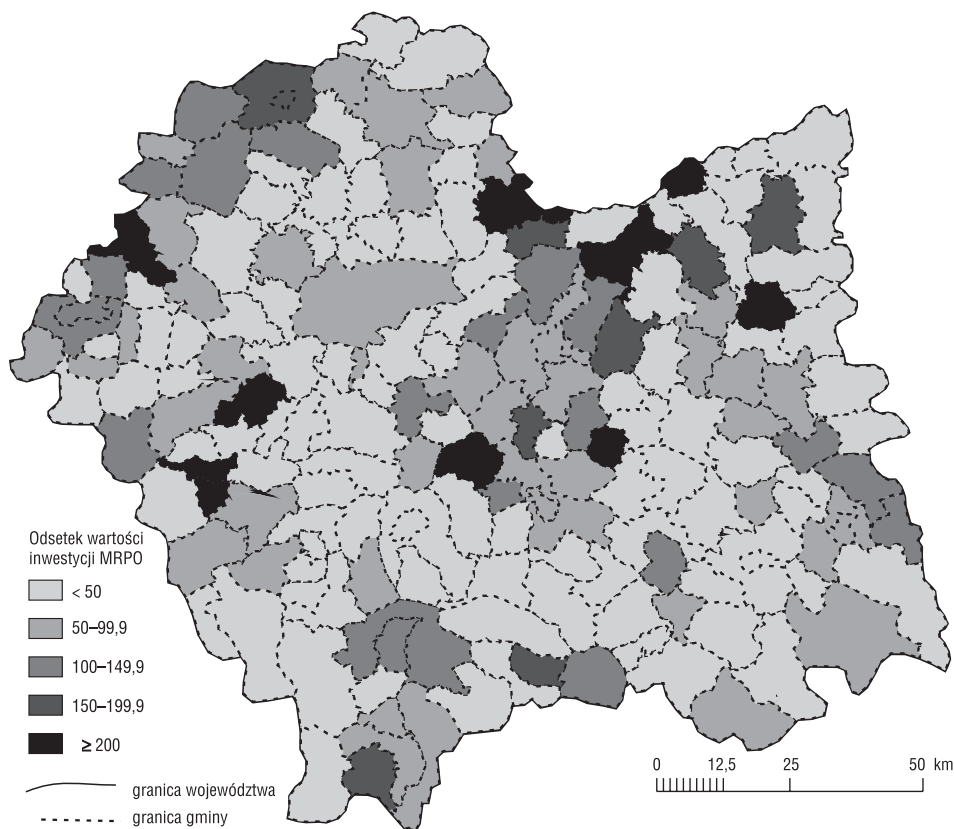 Odsetek wartości
inwestycji MRPO
< 50
50–99,9
100–149,9
150–199,9
≥ 200
granica województwa
granica gminy
0 12,5 25 50 km